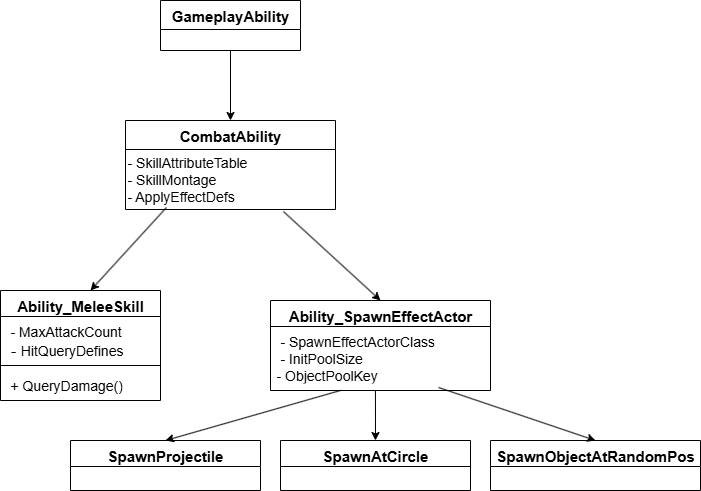 GameplayAbility
CombatAbility
- SkillAttributeTable
- SkillMontage
- ApplyEffectDefs
Ability_MeleeSkill
- MaxAttackCount
- HitQueryDefines
+ QueryDamage()
Ability_SpawnEffectActor
- SpawnEffectActorClass
- InitPoolSize
- ObjectPoolKey
SpawnProjectile
SpawnAtCircle
SpawnObjectAtRandomPos